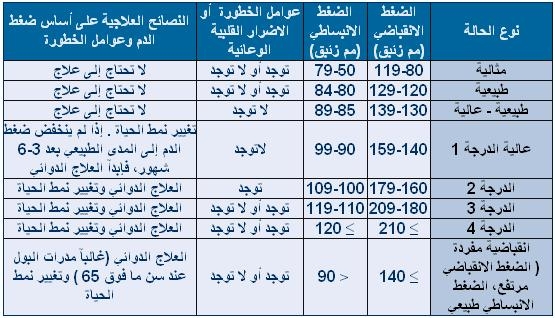 نوع الحالة
الضغط
الانقباضي
(مم زئبق)
الضغط
الانبساطي
(مم زئبق)
عوامل الخطورة أو
الاضرار القلبية
الوعائية
النصائح العلاجية على أساس ضغط
الدم وعوامل الخطورة
مثالية
119-80
79-50
توجد أو لا توجد
لا تحتاج إلى علاج
طبيعية
129-120
84-80
توجد أو لا توجد
لا تحتاج إلى علاج
طبيعية - عالية
139-130
89-85
لا توجد
لا تحتاج إلى علاج
عالية الدرجة 1
159-140
99-90
لاتوجد
تغيير نمط الحياة . إذا لم ينخفض ضغط
الدم إلى المدى الطبيعي بعد 3-6
شهور، فإبدأ العلاج الدوائي
الدرجة 2
179-160
109-100
توجد
العلاج الدوائي وتغيير نمط الحياة
الدرجة 3
209-180
119-110
توجد أو لا توجد
العلاج الدوائي وتغيير نمط الحياة
الدرجة 4
210 ≤
120 ≤
توجد أو لا توجد
العلاج الدوائي وتغيير نمط الحياة
انقباضية مفردة
( الضغط الانقباضي
مرتفع، الضغط
الانبساطي طبيعي
140 ≤
90 <
توجد أو لا توجد
العلاج الدوائي (غالباً مدرات البول
عند سن ما فوق 65 ) وتغيير نمط
الحياة